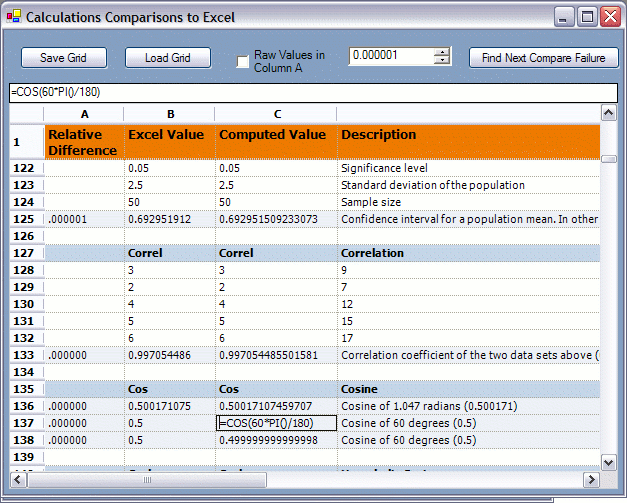 Calculations Comparisons to Excel
Save Grid Load Grid Raw Values in Column A 0.000001 Find Next Compare Failure
=COS(60*PI()/180)
A B C
1 Relative Difference Excel Value Computed Value Description
122 0.05 0.05 Significance level
123 2.5 2.5 Standard deviation of the population
124 50 50 Sample size
125 .000001 0.692951912 0.692951509233073 Confidence interval for a population mean. In other
126
127 Correl Correl Correlation
128 3 3 9
129 2 2 7
130 4 4 12
131 5 5 15
132 6 6 17
133 .000000 0.997054486 0.997054485501581 Correlation coefficient of the two data sets above (
134
135 Cos Cos Cosine
136 .000000 0.500171075 0.50017107459707 Cosine of 1.047 radians (0.500171)
137 .000000 0.5 =COS(60*PI()/180) Cosine of 60 degrees (0.5)
138 .000000 0.5 0.499999999999998 Cosine of 60 degrees (0.5)
139